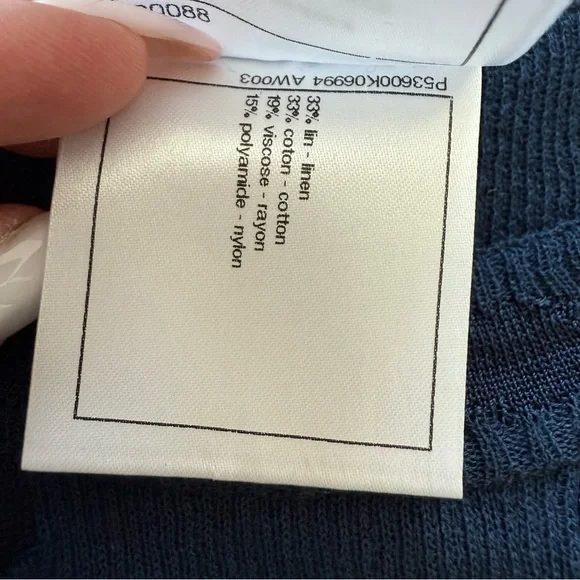 P53600K06994 AW003
33% lin - linen
33% coton - cotton
19% viscose - rayon
15% polyamide - nylon